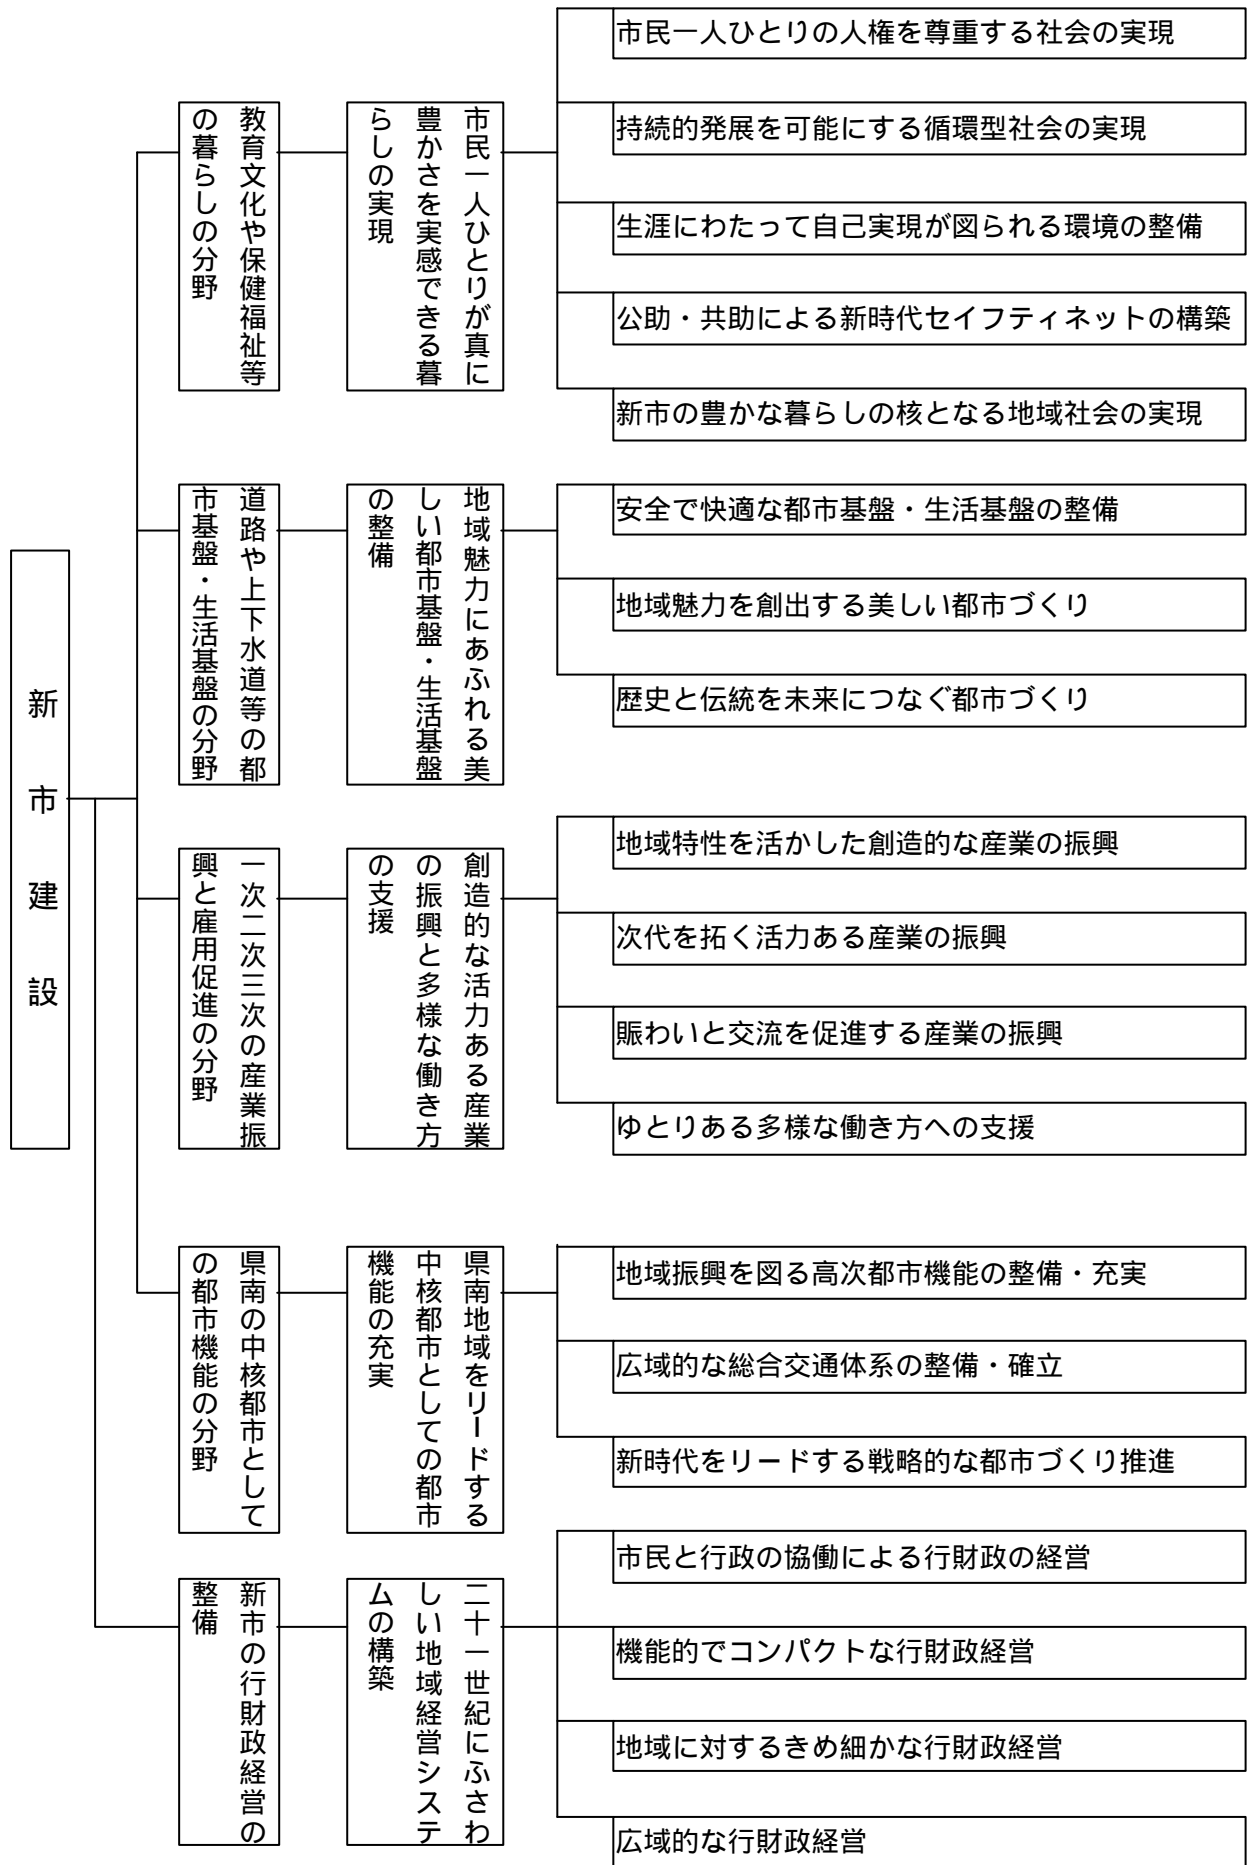 新市建設
教育文化や保健福祉等
の暮らしの分野
市民一人ひとりが真に
豊かさを実感できる暮
らしの実現
市民一人ひとりの人権を尊重する社会の実現
持続的発展を可能にする循環型社会の実現
生涯にわたって自己実現が図られる環境の整備
公助・共助による新時代セイフティネットの構築
新市の豊かな暮らしの核となる地域社会の実現
道路や上下水道等の都
市基盤・生活基盤の分野
地域魅力にあふれる美
しい都市基盤・生活基盤
の整備
安全で快適な都市基盤・生活基盤の整備
地域魅力を創出する美しい都市づくり
歴史と伝統を未来につなぐ都市づくり
一次二次三次の産業振
興と雇用促進の分野
創造的な活力ある産業
の振興と多様な働き方
の支援
地域特性を活かした創造的な産業の振興
次代を拓く活力ある産業の振興
賑わいと交流を促進する産業の振興
ゆとりある多様な働き方への支援
県南の中核都市として
の都市機能の分野
県南地域をリードする
中核都市としての都市
機能の充実
地域振興を図る高次都市機能の整備・充実
広域的な総合交通体系の整備・確立
新時代をリードする戦略的な都市づくり推進
新市の行財政経営の
整備
二十一世紀にふさわ
しい地域経営システ
ムの構築
市民と行政の協働による行財政の経営
機能的でコンパクトな行財政経営
地域に対するきめ細かな行財政経営
広域的な行財政経営